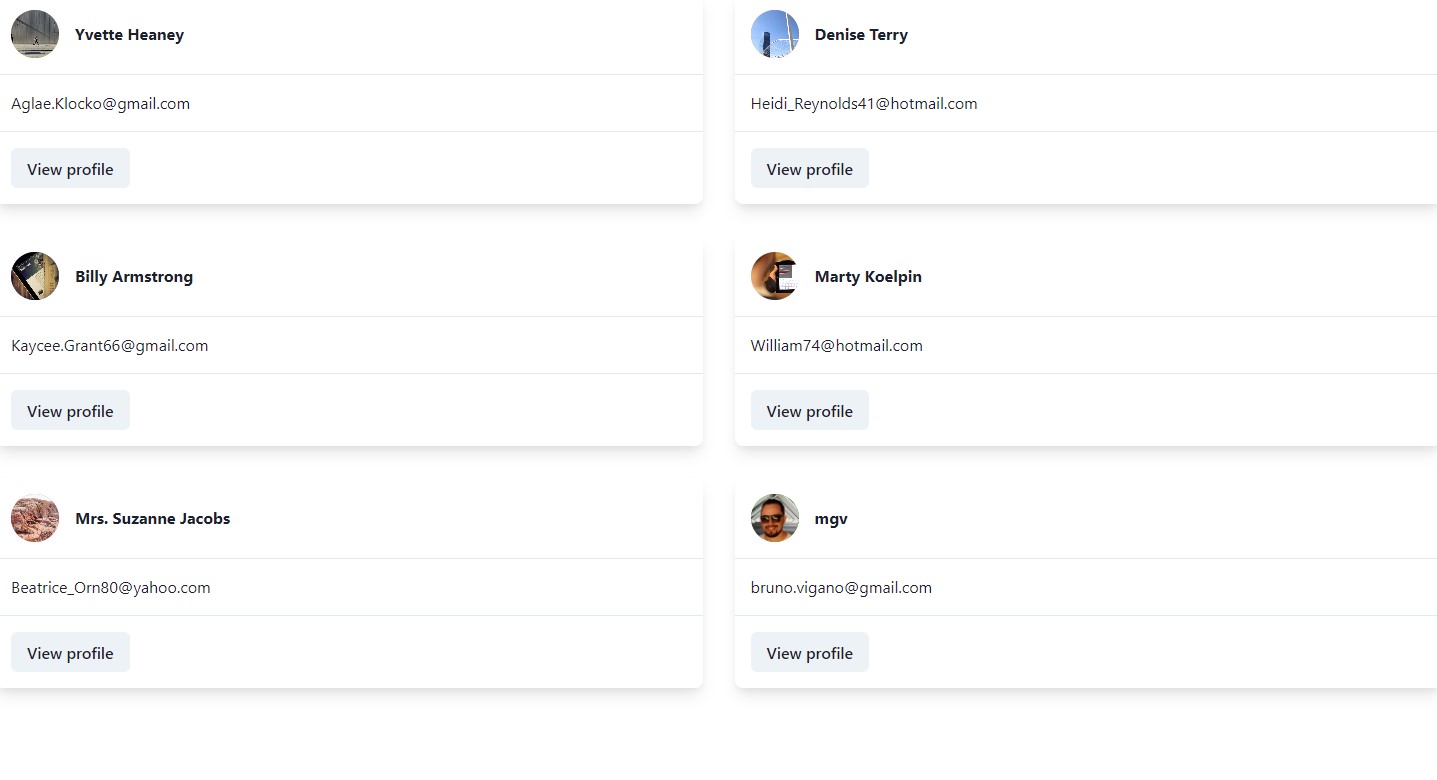 Yvette Heaney
Aglae.Klocko@gmail.com
View profile
Denise Terry
Heidi_Reynolds41@hotmail.com
View profile
Billy Armstrong
Kaycee.Grant66@gmail.com
View profile
Marty Koelpin
William74@hotmail.com
View profile
Mrs. Suzanne Jacobs
Beatrice_Orn80@yahoo.com
View profile
mgv
bruno.vigano@gmail.com
View profile